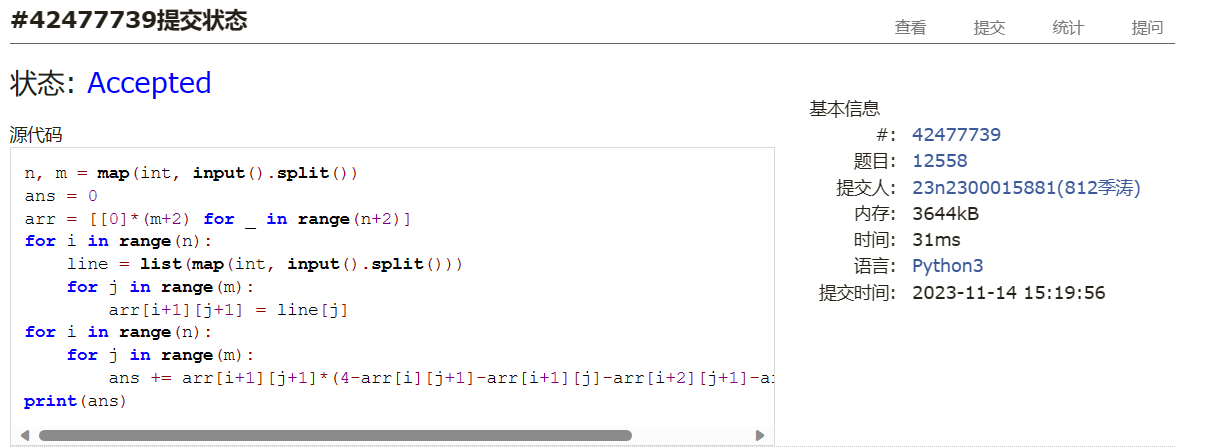 #42477739提交状态
查看 提交 统计 提问
状态: Accepted
源代码
n, m = map(int, input().split())
ans = 0
arr = [[0]*(m+2) for _ in range(n+2)]
for i in range(n):
    line = list(map(int, input().split()))
    for j in range(m):
        arr[i+1][j+1] = line[j]
for i in range(n):
    for j in range(m):
        ans += arr[i+1][j+1]*(4-arr[i][j+1]-arr[i+1][j]-arr[i+2][j+1]-a
print(ans)
基本信息
#: 42477739
题目: 12558
提交人: 23n2300015881(812季涛)
内存: 3644kB
时间: 31ms
语言: Python3
提交时间: 2023-11-14 15:19:56